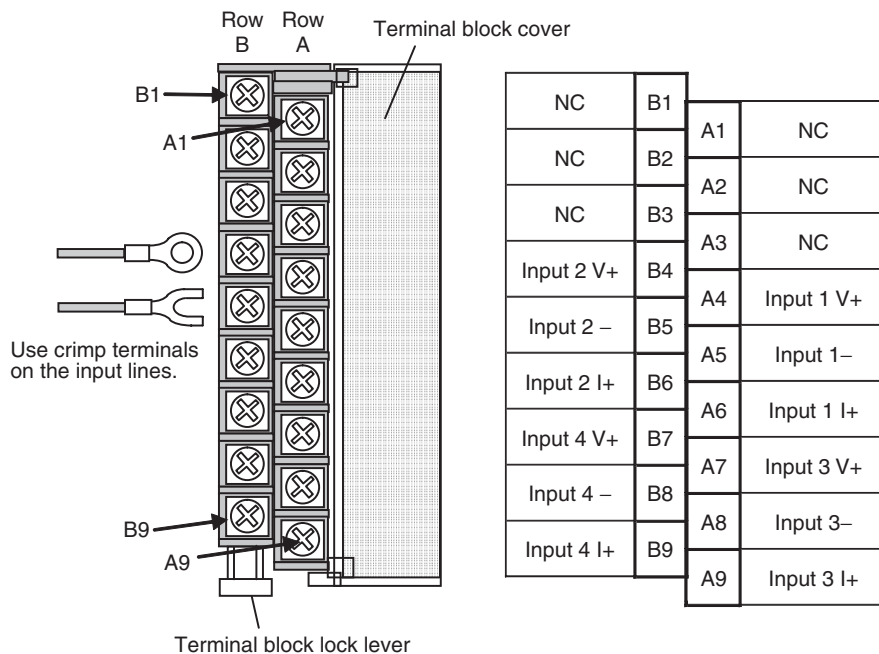 Row Row
B A
Terminal block cover
B1
A1
Use crimp terminals
on the input lines.
B9
A9
Terminal block lock lever
NC B1
A1 NC
NC B2
A2 NC
NC B3
A3 NC
Input 2 V+ B4
A4 Input 1 V+
Input 2 – B5
A5 Input 1–
Input 2 I+ B6
A6 Input 1 I+
Input 4 V+ B7
A7 Input 3 V+
Input 4 – B8
A8 Input 3–
Input 4 I+ B9
A9 Input 3 I+